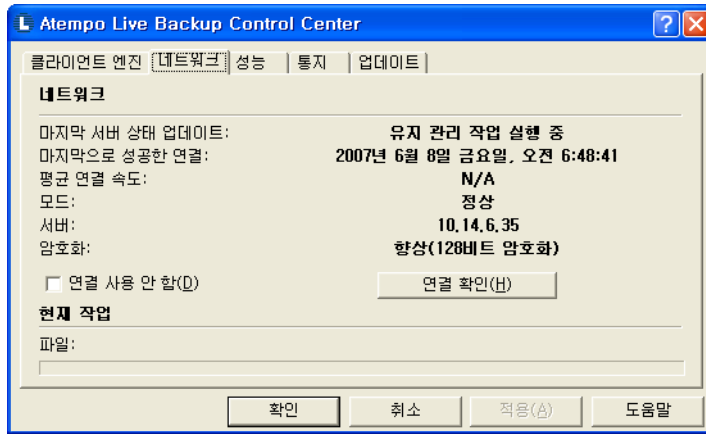 Atempo Live Backup Control Center
클라이언트 엔진 네트워크 성능 통지 업데이트
네트워크
마지막 서버 상태 업데이트: 유지 관리 작업 실행 중
마지막으로 성공한 연결: 2007년 6월 8일 금요일, 오전 6:48:41
평균 연결 속도: N/A
모드: 정상
서버: 10.14.6.35
암호화: 향상(128비트 암호화)
연결 사용 안 함(D) 연결 확인(H)
현재 작업
파일:
확인 취소 적용(A) 도움말